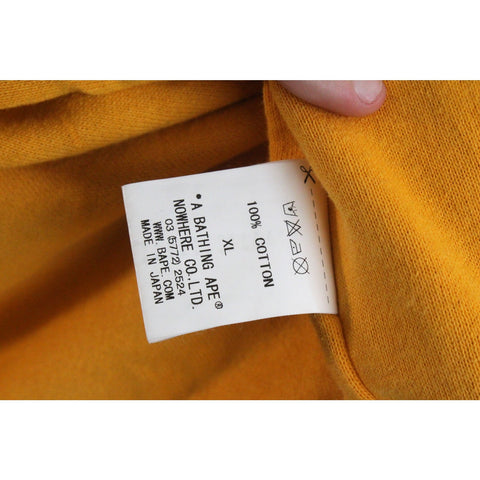 100% COTTON
XL
* A BATHING APE®
NOWHERE CO.,LTD.
03 (5772) 2524
WWW.BAPE.COM
MADE IN JAPAN